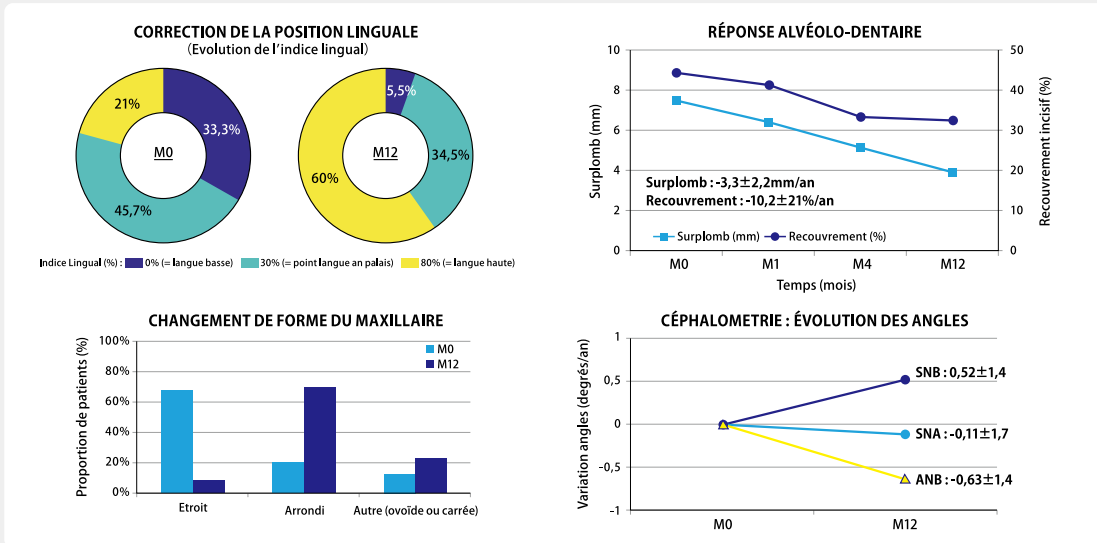 CORRECTION DE LA POSITION LINGUALE
(Evolution de l'indice lingual)
21%
33,3%
M0
45,7%
5,5%
34,5%
M12
60%
Indice Lingual (%) : 0% (= langue basse) 30% (= point langue an palais) 80% (= langue haute)
RÉPONSE ALVÉOLO-DENTAIRE
Surplomb (mm)
10
8
6
4
2
0
Recouvrement incisif (%)
50
40
30
20
10
0
Surplomb : -3,3±2,2mm/an
Recouvrement : -10,2±21%/an
Surplomb (mm) Recouvrement (%)
M0 M1 M4 M12
Temps (mois)
CHANGEMENT DE FORME DU MAXILLAIRE
Proportion de patients (%)
100%
80%
60%
40%
20%
0%
M0
M12
Etroit Arrondi Autre (ovoïde ou carrée)
CÉPHALOMETRIE : ÉVOLUTION DES ANGLES
Variation angles (degrés/an)
1
0,5
0
-0,5
-1
SNB : 0,52±1,4
SNA : -0,11±1,7
ANB : -0,63±1,4
M0 M12